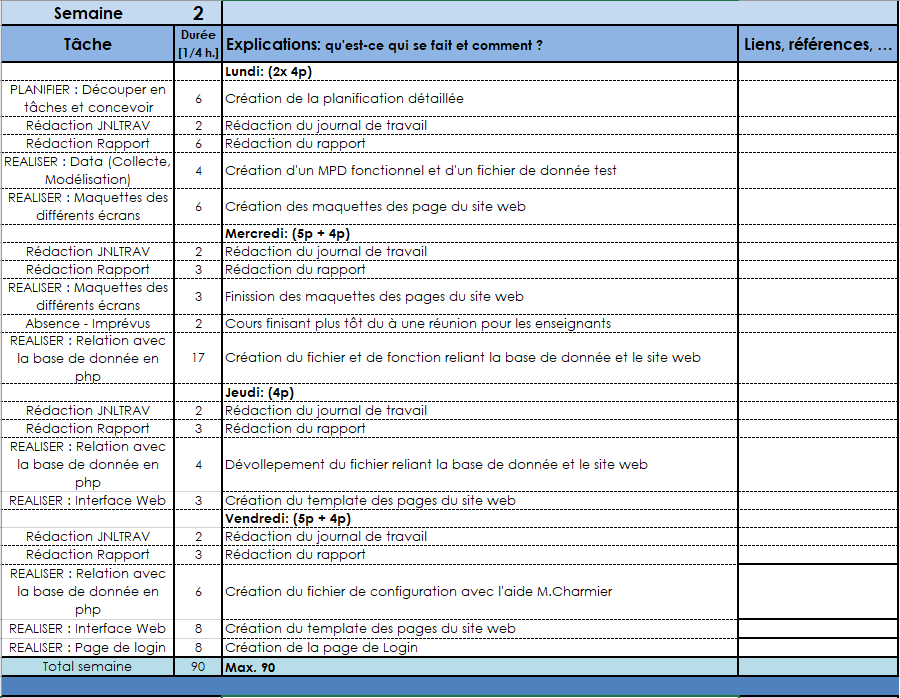 Semaine 2
Tâche Durée [1/4 h.] Explications: qu'est-ce qui se fait et comment ? Liens, références, ...
Lundi: (2x 4p)
PLANIFIER : Découper en tâches et concevoir 6 Création de la planification détaillée
Rédaction JNLTRAV 2 Rédaction du journal de travail
Rédaction Rapport 6 Rédaction du rapport
REALISER : Data (Collecte, Modélisation) 4 Création d'un MPD fonctionnel et d'un fichier de donnée test
REALISER : Maquettes des différents écrans 6 Création des maquettes des page du site web
Mercredi: (5p + 4p)
Rédaction JNLTRAV 2 Rédaction du journal de travail
Rédaction Rapport 3 Rédaction du rapport
REALISER : Maquettes des différents écrans 3 Finission des maquettes des pages du site web
Absence - Imprévus 2 Cours finisant plus tôt du à une réunion pour les enseignants
REALISER : Relation avec la base de donnée en php 17 Création du fichier et de fonction reliant la base de donnée et le site web
Jeudi: (4p)
Rédaction JNLTRAV 2 Rédaction du journal de travail
Rédaction Rapport 3 Rédaction du rapport
REALISER : Relation avec la base de donnée en php 4 Dévollepement du fichier reliant la base de donnée et le site web
REALISER : Interface Web 3 Création du template des pages du site web
Vendredi: (5p + 4p)
Rédaction JNLTRAV 2 Rédaction du journal de travail
Rédaction Rapport 3 Rédaction du rapport
REALISER : Relation avec la base de donnée en php 6 Création du fichier de configuration avec l'aide M.Charmier
REALISER : Interface Web 8 Création du template des pages du site web
REALISER : Page de login 8 Création de la page de Login
Total semaine 90 Max. 90